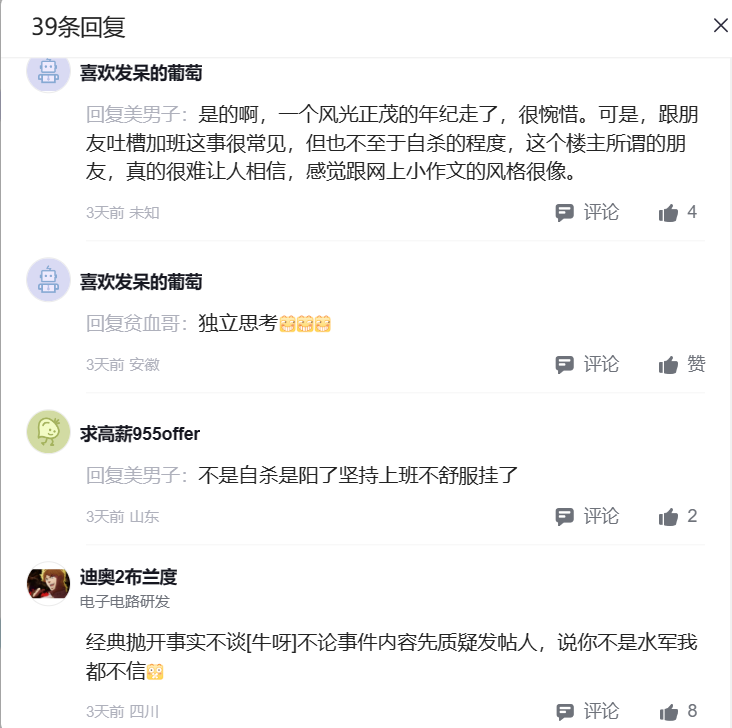 39条回复
喜欢发呆的葡萄
回复美男子：是的啊，一个风光正茂的年纪走了，很惋惜。可是，跟朋
友吐槽加班这事很常见，但也不至于自杀的程度，这个楼主所谓的朋
友，真的很难让人相信，感觉跟网上小作文的风格很像。
3天前 未知 评论 4
喜欢发呆的葡萄
回复贫血哥：独立思考😁😁😁
3天前 安徽 评论 赞
求高薪955offer
回复美男子：不是自杀是阳了坚持上班不舒服挂了
3天前 山东 评论 2
迪奥2布兰度
电子电路研发
经典抛开事实不谈[牛呀]不论事件内容先质疑发帖人，说你不是水军我
都不信
3天前 四川 评论 8